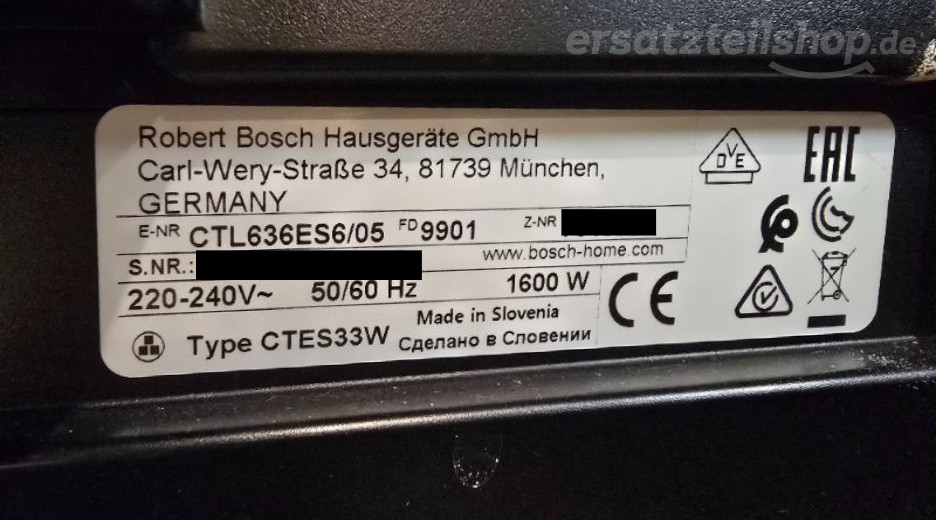 ersatzteilshop.de
Robert Bosch Hausgeräte GmbH
Carl-Wery-Straße 34, 81739 München,
GERMANY
E-NR CTL636ES6/05 FD 9901 Z-NR
S.NR.: www.bosch-home.com
220-240V~ 50/60 Hz 1600 W
Made in Slovenia
Type CTES33W Сделано в Словении
DVE
EAC
CE